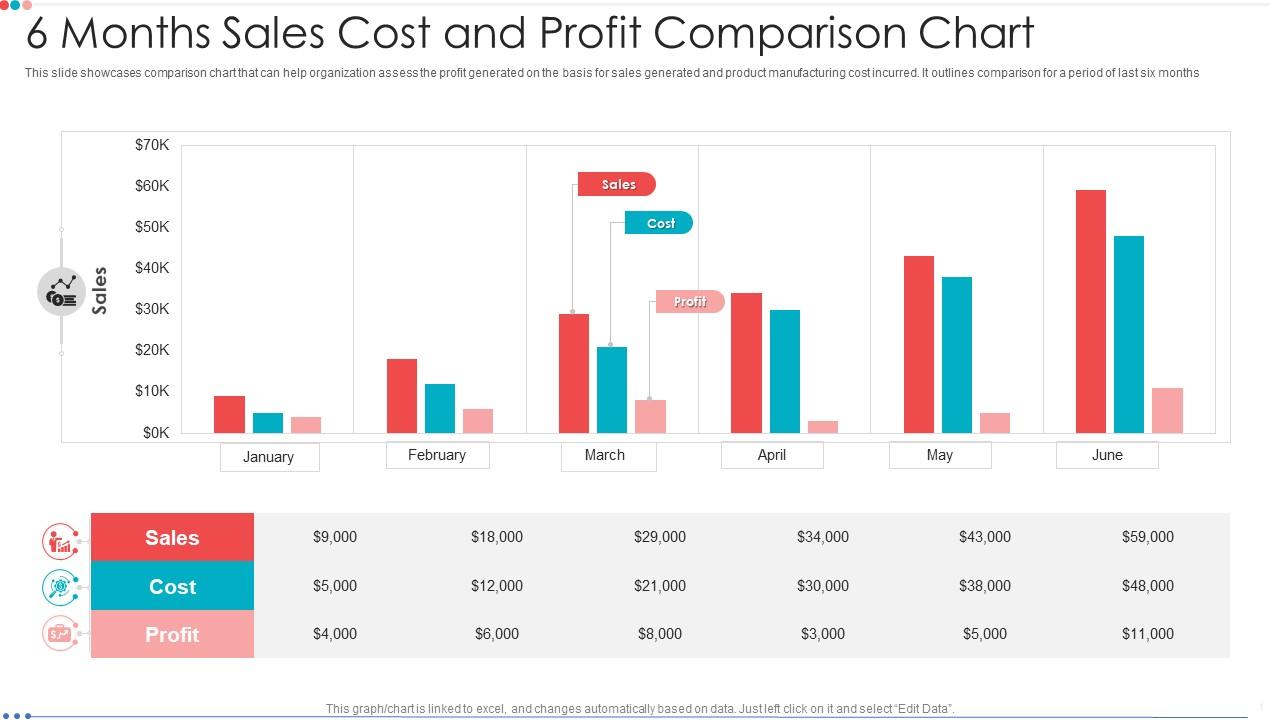 6 Months Sales Cost and Profit Comparison Chart
This slide showcases comparison chart that can help organization assess the profit generated on the basis for sales generated and product manufacturing cost incurred. It outlines comparison for a period of last six months
$70K
$60K
$50K
$40K
$30K
$20K
$10K
$0K
Sales
Sales
Cost
Profit
January February March April May June
Sales $9,000 $18,000 $29,000 $34,000 $43,000 $59,000
Cost $5,000 $12,000 $21,000 $30,000 $38,000 $48,000
Profit $4,000 $6,000 $8,000 $3,000 $5,000 $11,000
This graph/chart is linked to excel, and changes automatically based on data. Just left click on it and select “Edit Data”.
1